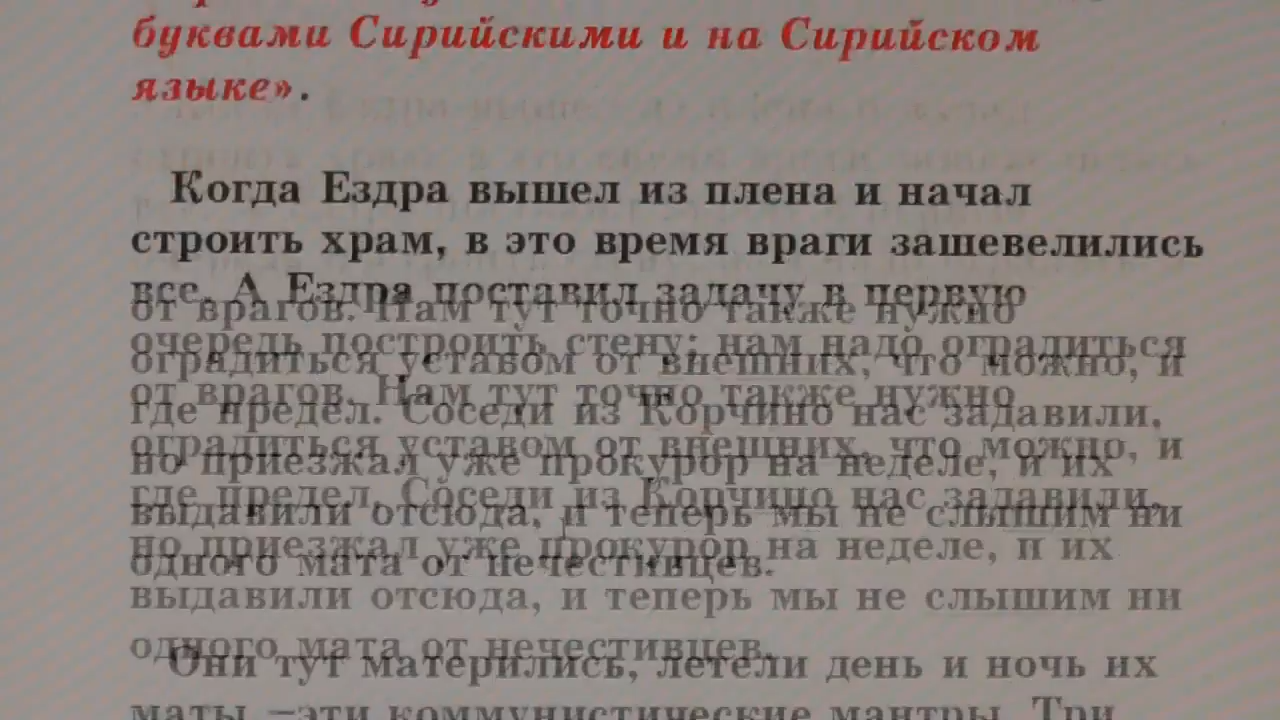 буквами Сирийскими и на Сирийском
языке».
Когда Ездра вышел из плена и начал
строить храм, в это время враги зашевелились
все. А Ездра поставил задачу в первую
очередь построить стену; нам надо оградиться
от врагов. Нам тут точно также нужно
оградиться уставом от внешних, что можно, и
где предел. Соседи из Корчино нас задавили,
но приезжал уже прокурор на неделе, и их
выдавили отсюда, и теперь мы не слышим ни
одного мата от нечестивцев.
Они тут матерились, летели день и ночь их
маты –эти коммунистические мантры. Три